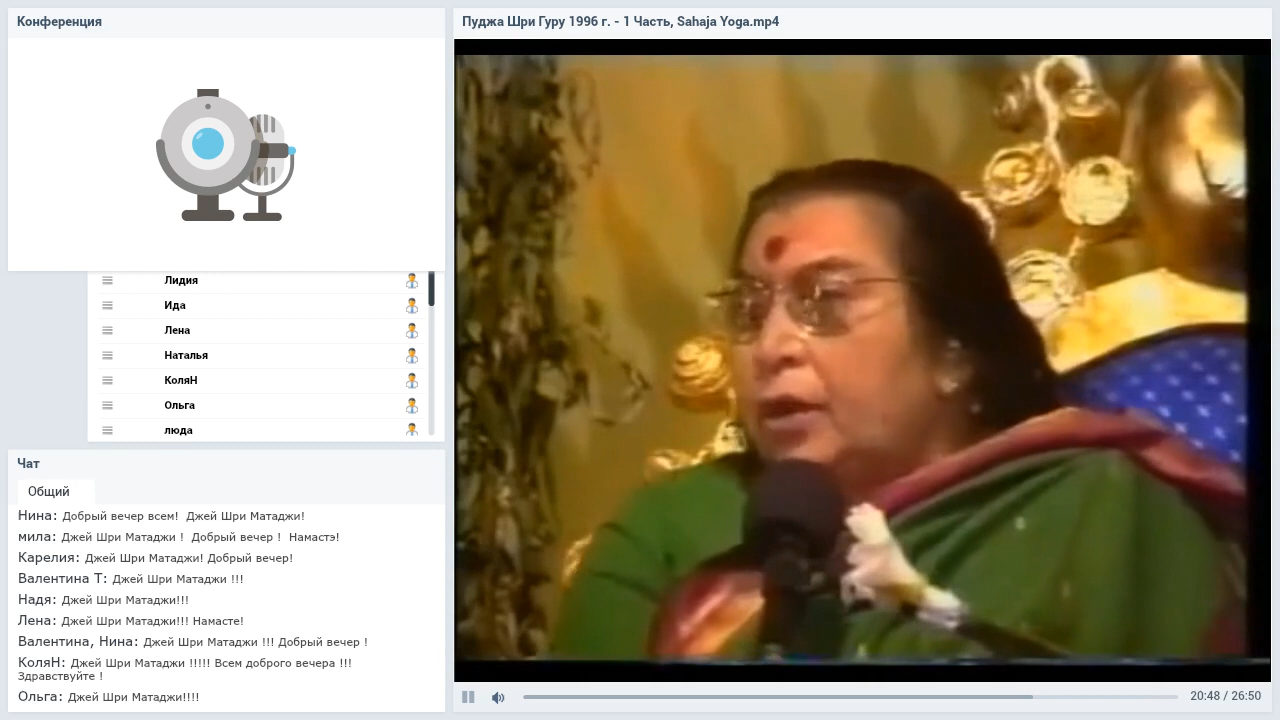 Конференция
Пуджа Шри Гуру 1996 г. - 1 Часть, Sahaja Yoga.mp4
Лидия
Ида
Лена
Наталья
КоляН
Ольга
люда
Чат
Общий
Нина: Добрый вечер всем! Джей Шри Матаджи!
мила: Джей Шри Матаджи ! Добрый вечер ! Намастэ!
Карелия: Джей Шри Матаджи! Добрый вечер!
Валентина Т: Джей Шри Матаджи !!!
Надя: Джей Шри Матаджи!!!
Лена: Джей Шри Матаджи!!! Намасте!
Валентина, Нина: Джей Шри Матаджи !!! Добрый вечер !
КоляН: Джей Шри Матаджи !!!!! Всем доброго вечера !!!
Здравствуйте !
Ольга: Джей Шри Матаджи!!!!
20:48 / 26:50